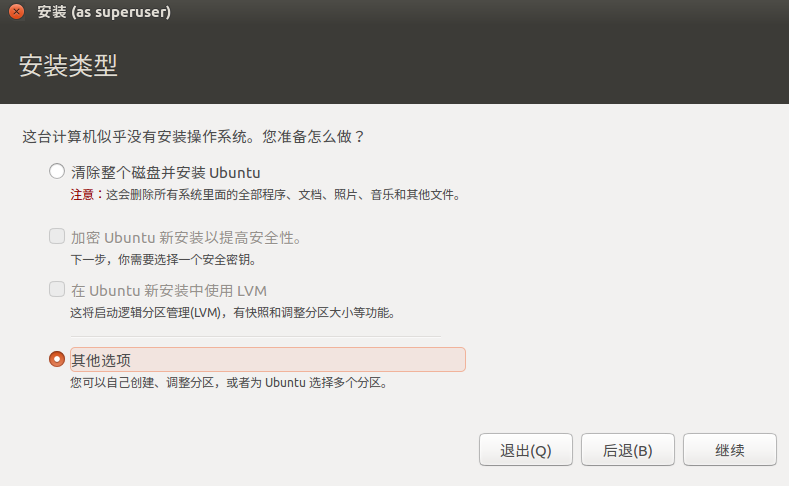 安装 (as superuser)
安装类型
这台计算机似乎没有安装操作系统。您准备怎么做？
清除整个磁盘并安装 Ubuntu
注意：这会删除所有系统里面的全部程序、文档、照片、音乐和其他文件。
加密 Ubuntu 新安装以提高安全性。
下一步，你需要选择一个安全密钥。
在 Ubuntu 新安装中使用 LVM
这将启动逻辑分区管理(LVM)，有快照和调整分区大小等功能。
其他选项
您可以自己创建、调整分区，或者为 Ubuntu 选择多个分区。
退出(Q) 后退(B) 继续